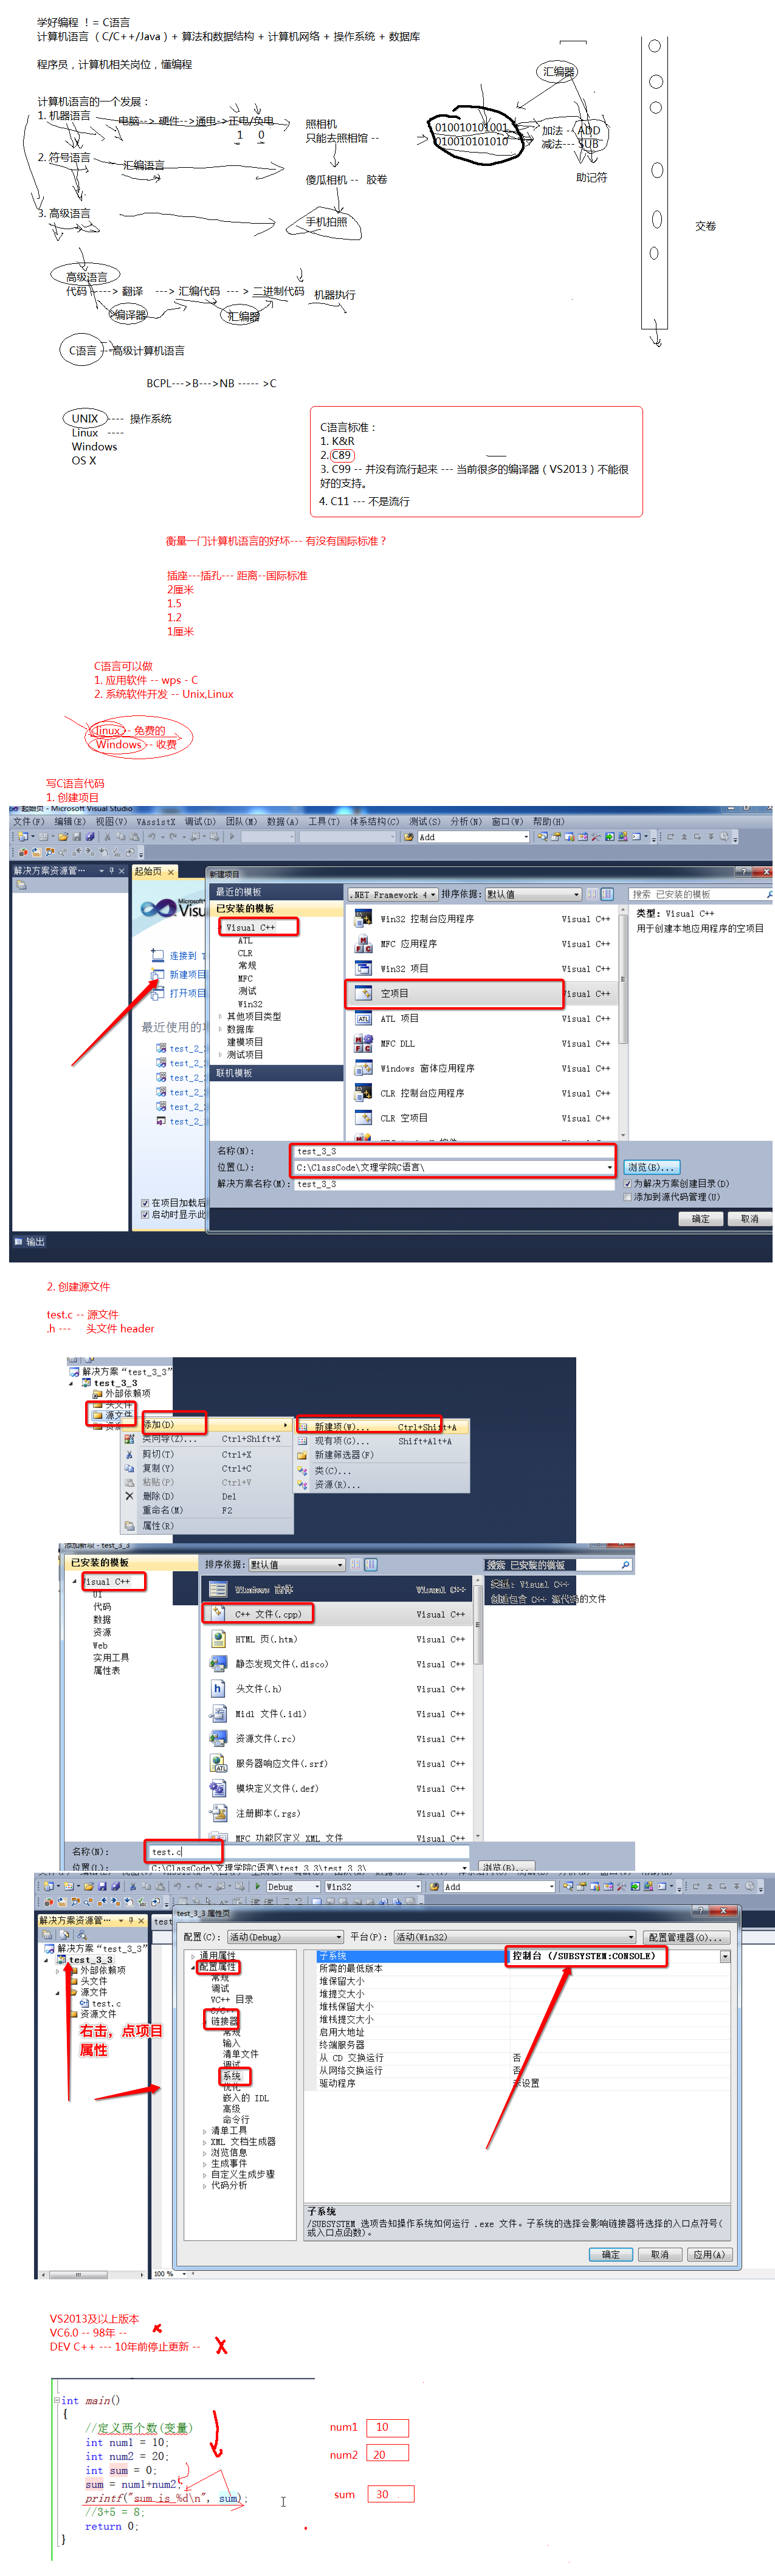 学好编程 ！= C语言
计算机语言（C/C++/Java）+ 算法和数据结构 + 计算机网络 + 操作系统 + 数据库
程序员，计算机相关岗位，懂编程
计算机语言的一个发展：
1. 机器语言
电脑--> 硬件-->通电->正电/负电
1 0
2. 符号语言
汇编语言
3. 高级语言
照相机
只能去照相馆 --
傻瓜相机 -- 胶卷
手机拍照
汇编器
010010101001
010010101010
加法 -- ADD
减法--- SUB
助记符
交卷
高级语言
代码 -----> 翻译 ---> 汇编代码 --- > 二进制代码 机器执行
编译器 汇编器
C语言 ---高级计算机语言
BCPL--->B--->NB ----- >C
UNIX ---- 操作系统
Linux ----
Windows
OS X
C语言标准：
1. K&R
2. C89
3. C99 -- 并没有流行起来 --- 当前很多的编译器（VS2013）不能很
好的支持。
4. C11 --- 不是流行
衡量一门计算机语言的好坏--- 有没有国际标准？
插座---插孔--- 距离--国际标准
2厘米
1.5
1.2
1厘米
C语言可以做
1. 应用软件 -- wps - C
2. 系统软件开发 -- Unix,Linux
linux -- 免费的
Windows -- 收费
写C语言代码
1. 创建项目
起始页 - Microsoft Visual Studio
文件(F) 编辑(E) 视图(V) VAssistX 调试(D) 团队(M) 数据(A) 工具(T) 体系结构(C) 测试(S) 分析(N) 窗口(W) 帮助(H)
Add
解决方案资源管…
起始页
连接到 T
新建项目
打开项目
最近使用的项
test_2_2
在项目加载后
启动时显示此
输出
新建项目
最近的模板
已安装的模板
Visual C++
ATL
CLR
常规
MFC
测试
Win32
其他项目类型
数据库
建模项目
测试项目
联机模板
.NET Framework 4 排序依据: 默认值
搜索 已安装的模板
Win32 控制台应用程序 Visual C++
MFC 应用程序 Visual C++
Win32 项目 Visual C++
空项目 Visual C++
ATL 项目 Visual C++
MFC DLL Visual C++
Windows 窗体应用程序 Visual C++
CLR 控制台应用程序 Visual C++
CLR 空项目 Visual C++
类型: Visual C++
用于创建本地应用程序的空项目
名称(N): test_3_3
位置(L): C:\ClassCode\文理学院C语言\ 浏览(B)...
解决方案名称(M): test_3_3
为解决方案创建目录(D)
添加到源代码管理(U)
确定 取消
2. 创建源文件
test.c -- 源文件
.h --- 头文件 header
解决方案“test_3_3”
test_3_3
外部依赖项
头文件
源文件
添加(D)
类向导(Z)... Ctrl+Shift+X
剪切(T) Ctrl+X
复制(Y) Ctrl+C
粘贴(P) Ctrl+V
删除(D) Del
重命名(M) F2
属性(R)
新建项(W)... Ctrl+Shift+A
现有项(G)... Shift+Alt+A
新建筛选器(F)
类(C)...
资源(R)...
添加新项 - test_3_3
已安装的模板
Visual C++
UI
代码
数据
资源
Web
实用工具
属性表
排序依据: 默认值
搜索 已安装的模板
C++ 文件(.cpp) Visual C++
HTML 页(.htm) Visual C++
静态发现文件(.disco) Visual C++
头文件(.h) Visual C++
Midl 文件(.idl) Visual C++
资源文件(.rc) Visual C++
服务器响应文件(.srf) Visual C++
模块定义文件(.def) Visual C++
注册脚本(.rgs) Visual C++
MFC 功能区定义 XML 文件 Visual C++
类型: Visual C++
创建包含 C++ 源代码的文件
名称(N): test.c
位置(L): C:\ClassCode\文理学院C语言\test_3_3\test_3_3\ 浏览(B)...
Debug Win32 Add
解决方案资源管…
解决方案“test_3_3”
test_3_3
外部依赖项
头文件
源文件
test.c
资源文件
右击，点项目
属性
test_3_3 属性页
配置(C): 活动(Debug) 平台(P): 活动(Win32) 配置管理器(O)...
通用属性
配置属性
常规
调试
VC++ 目录
C/C++
链接器
常规
输入
清单文件
调试
系统
优化
嵌入的 IDL
高级
命令行
清单工具
XML 文档生成器
浏览信息
生成事件
自定义生成步骤
代码分析
子系统 控制台 (/SUBSYSTEM:CONSOLE)
所需的最低版本
堆保留大小
堆提交大小
堆栈保留大小
堆栈提交大小
启用大地址
终端服务器
从 CD 交换运行 否
从网络交换运行 否
驱动程序 未设置
子系统
/SUBSYSTEM 选项告知操作系统如何运行 .exe 文件。子系统的选择会影响链接器将选择的入口点符号(
或入口点函数)。
确定 取消 应用(A)
100 %
VS2013及以上版本
VC6.0 -- 98年 --
DEV C++ --- 10年前停止更新 --
int main()
{
//定义两个数(变量)
int num1 = 10;
int num2 = 20;
int sum = 0;
sum = num1+num2;
printf("sum is %d\n", sum);
//3+5 = 8;
return 0;
}
num1 10
num2 20
sum 30